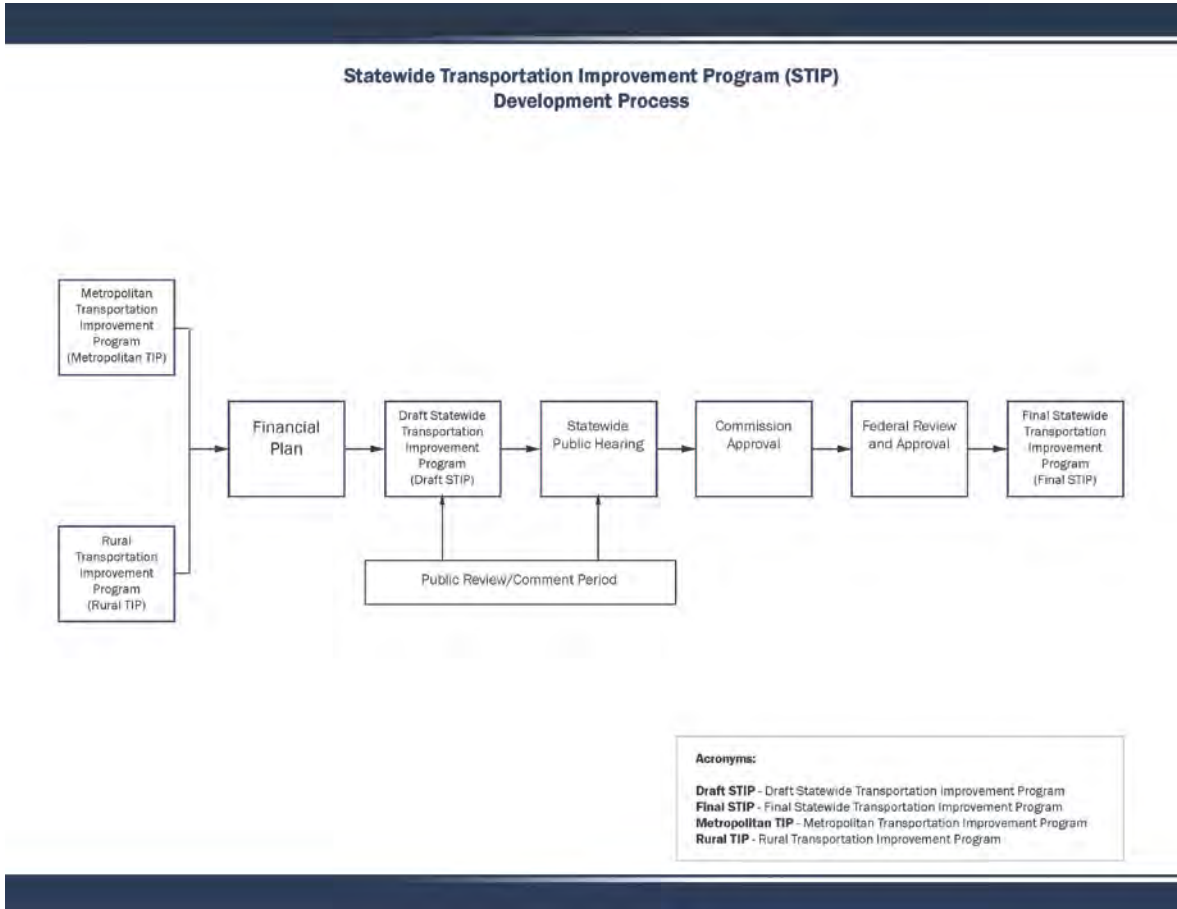 Statewide Transportation Improvement Program (STIP)
Development Process
Metropolitan
Transportation
Improvement
Program
(Metropolitan TIP)
Rural
Transportation
Improvement
Program
(Rural TIP)
Financial
Plan
Draft Statewide
Transportation
Improvement
Program
(Draft STIP)
Statewide
Public Hearing
Commission
Approval
Federal Review
and Approval
Final Statewide
Transportation
Improvement
Program
(Final STIP)
Public Review/Comment Period
Acronyms:
Draft STIP - Draft Statewide Transportation Improvement Program
Final STIP - Final Statewide Transportation Improvement Program
Metropolitan TIP - Metropolitan Transportation Improvement Program
Rural TIP - Rural Transportation Improvement Program